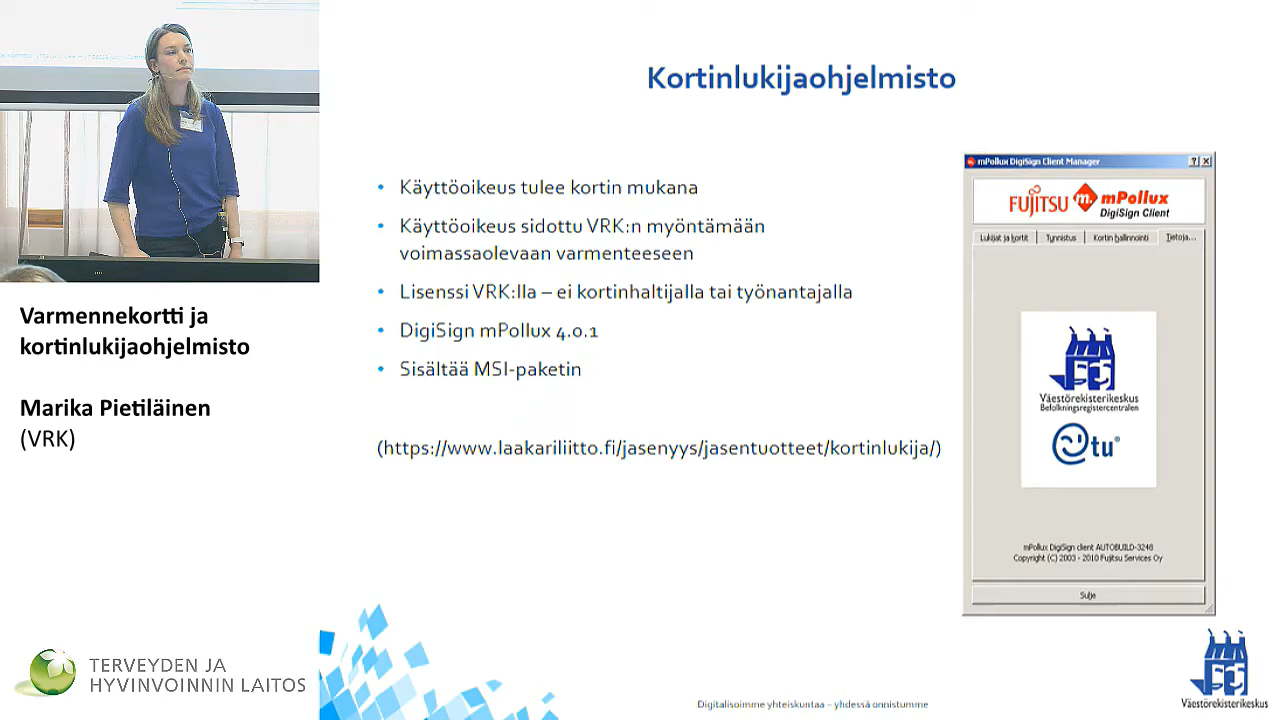 Kortinlukijaohjelmisto
• Käyttöoikeus tulee kortin mukana
• Käyttöoikeus sidottu VRK:n myöntämään
voimassaolevaan varmenteeseen
• Lisenssi VRK:lla – ei kortinhaltijalla tai työnantajalla
• DigiSign mPollux 4.0.1
• Sisältää MSI-paketin
(https://www.laakariliitto.fi/jasenyys/jasentuotteet/kortinlukija/)
mPollux DigiSign Client Manager
FUJITSU m. mPollux
DigiSign Client
Lukijat ja kortit Tunnistus Kortin hallinnointi Tietoja...
Väestörekisterikeskus
Befolkningsregistercentralen
etu®
mPollux DigiSign client AUTOBUILD-3248
Copyright (C) 2003 - 2010 Fujitsu Services Oy
Sulje
Varmennekortti ja
kortinlukijaohjelmisto
Marika Pietiläinen
(VRK)
TERVEYDEN JA
HYVINVOINNIN LAITOS
Digitalisoimme yhteiskuntaa – yhdessä onnistumme
Väestörekisterikeskus